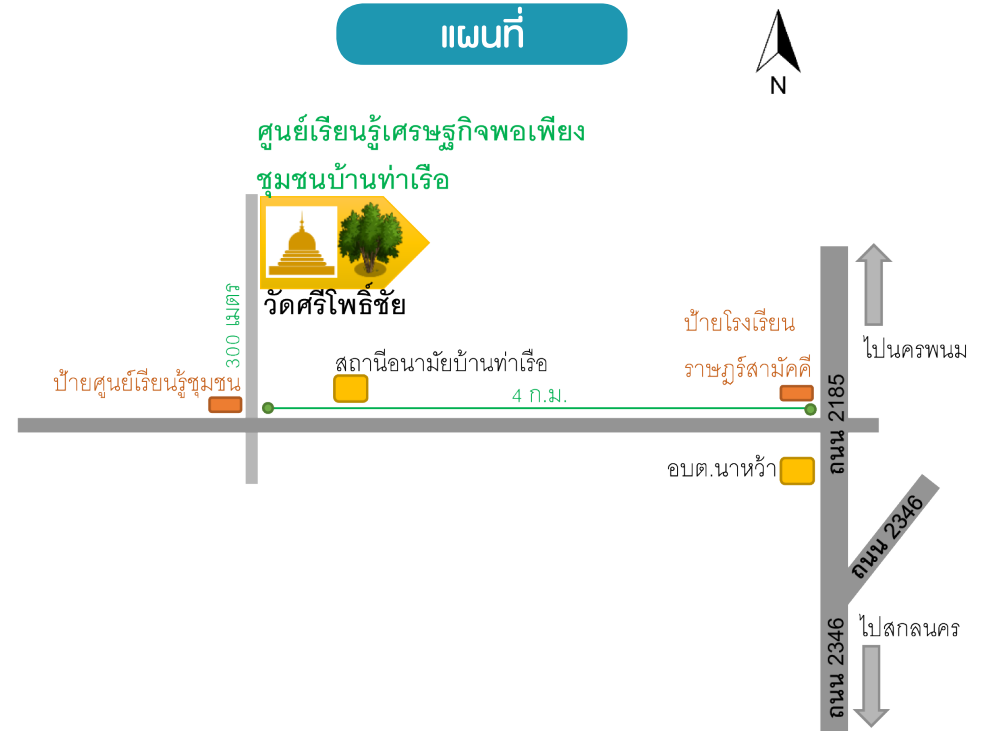 แผนที่
N
ศูนย์เรียนรู้เศรษฐกิจพอเพียง
ชุมชนบ้านท่าเรือ
วัดศรีโพธิ์ชัย
300 เมตร
ป้ายโรงเรียน
ราษฎร์สามัคคี
ไปนครพนม
สถานีอนามัยบ้านท่าเรือ
ป้ายศูนย์เรียนรู้ชุมชน
4 ก.ม.
ถนน 2185
อบต.นาหว้า
ถนน 2346
ไปสกลนคร
ถนน 2346